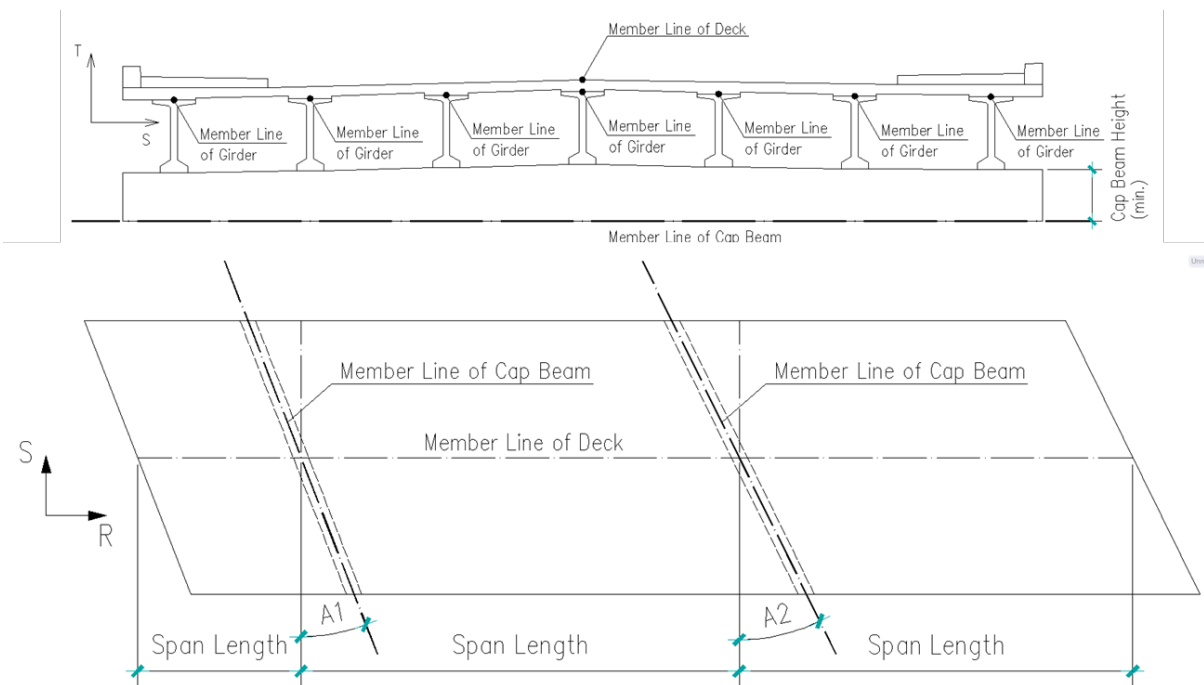 Member Line of Deck
T
S
Member Line
of Girder
Member Line
of Girder
Member Line
of Girder
Member Line
of Girder
Member Line
of Girder
Member Line
of Girder
Member Line
of Girder
Cap Beam Height
(min.)
Member Line of Cap Beam
Member Line of Cap Beam
Member Line of Cap Beam
Member Line of Deck
S
R
A1
A2
Span Length
Span Length
Span Length